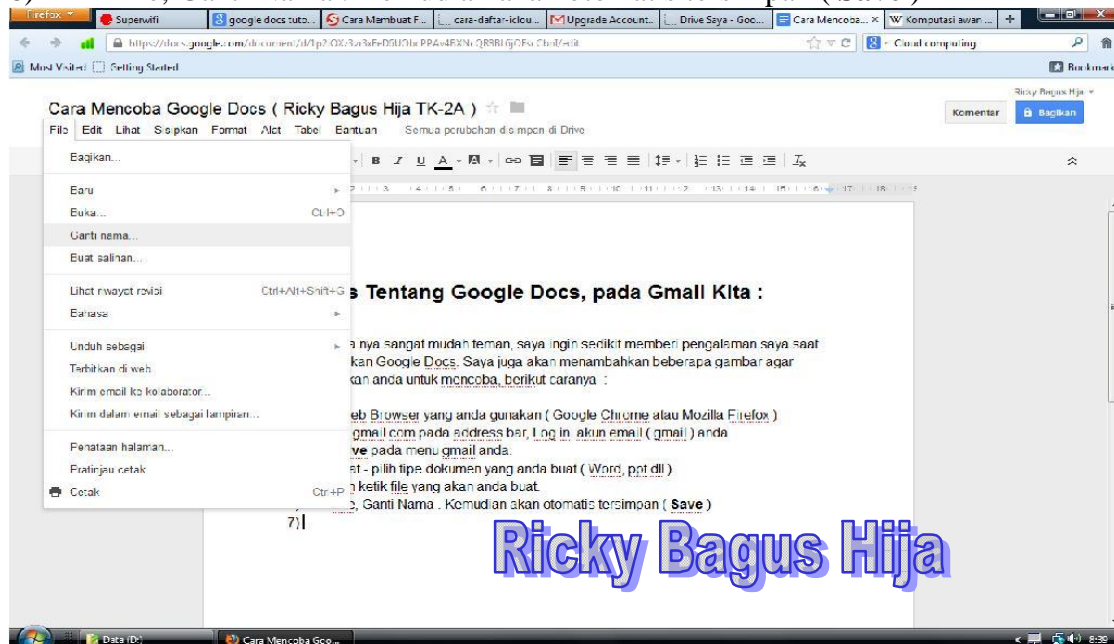 Firefox
Superwifi
google docs tuto...
Cara Membuat F...
cara-daftar-iclou...
Upgrade Account...
Drive Saya - Goo...
Cara Mencoba...
Komputasi awan ...
Cloud computing
Most Visited
Getting Started
Bookmark
Ricky Bagus Hija
Cara Mencoba Google Docs ( Ricky Bagus Hija TK-2A )
Komentar
Bagikan
File Edit Lihat Sisipkan Format Alat Tabel Bantuan Semua perubahan disimpan di Drive
Bagikan...
Baru
Buka... Ctrl+O
Ganti nama...
Buat salinan...
Lihat riwayat revisi Ctrl+Alt+Shift+G
Bahasa
Unduh sebagai
Terbitkan di web
Kirim email ke kolaborator...
Kirim dalam email sebagai lampiran...
Penataan halaman...
Pratinjau cetak
Cetak Ctrl+P
Tentang Google Docs, pada Gmail Kita :
nya sangat mudah teman, saya ingin sedikit memberi pengalaman saya saat
kan Google Docs. Saya juga akan menambahkan beberapa gambar agar
kan anda untuk mencoba, berikut caranya :
eb Browser yang anda gunakan ( Google Chrome atau Mozilla Firefox )
gmail.com pada address bar, Log in akun email ( gmail ) anda
ve pada menu gmail anda.
at - pilih tipe dokumen yang anda buat ( Word, ppt dll )
ketik file yang akan anda buat.
e, Ganti Nama . Kemudian akan otomatis tersimpan ( Save )
7)
Ricky Bagus Hija
Data (D:)
Cara Mencoba Goo...
8:39